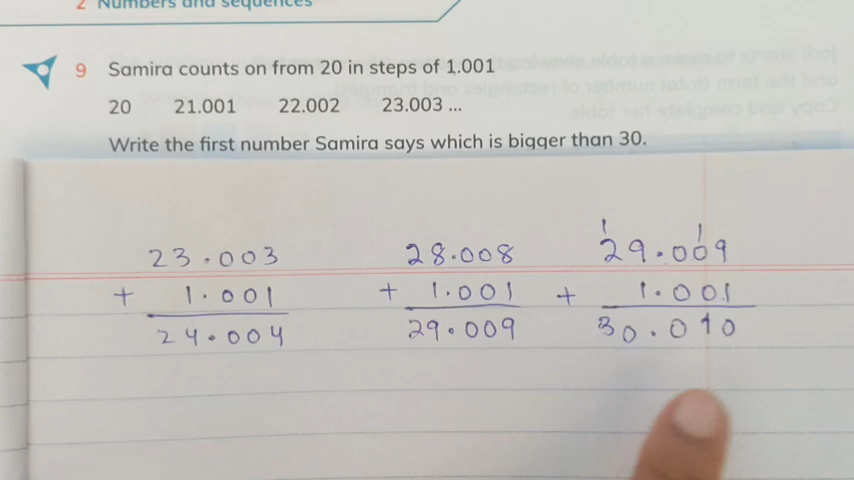 2 Numbers and sequences
9 Samira counts on from 20 in steps of 1.001
20 21.001 22.002 23.003 ...
Write the first number Samira says which is bigger than 30.
1 1
23.003 28.008 29.009
+ 1.001 + 1.001 + 1.001
24.004 29.009 30.010